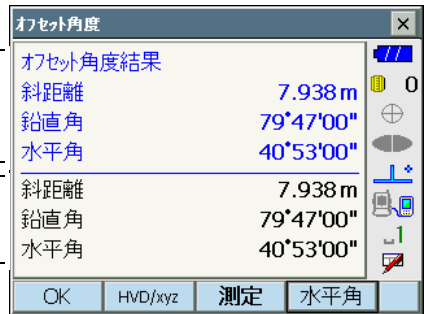 ｵﾌｾｯﾄ角度
ｵﾌｾｯﾄ角度結果
斜距離 7.938 m
鉛直角 79°47'00"
水平角 40°53'00"
斜距離 7.938 m
鉛直角 79°47'00"
水平角 40°53'00"
0
1
OK HVD/xyz 測定 水平角